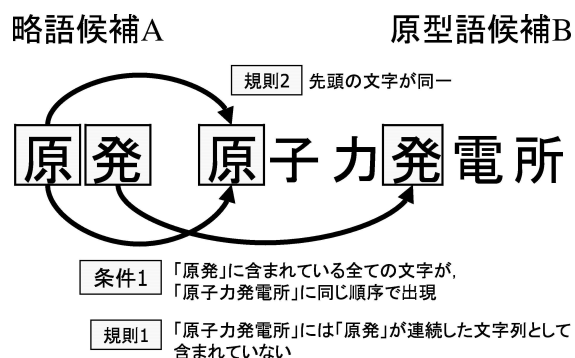 略語候補A 原型語候補B
規則2 先頭の文字が同一
原発 原子力発電所
条件1 「原発」に含まれている全ての文字が,
「原子力発電所」に同じ順序で出現
規則1 「原子力発電所」には「原発」が連続した文字列として
含まれていない